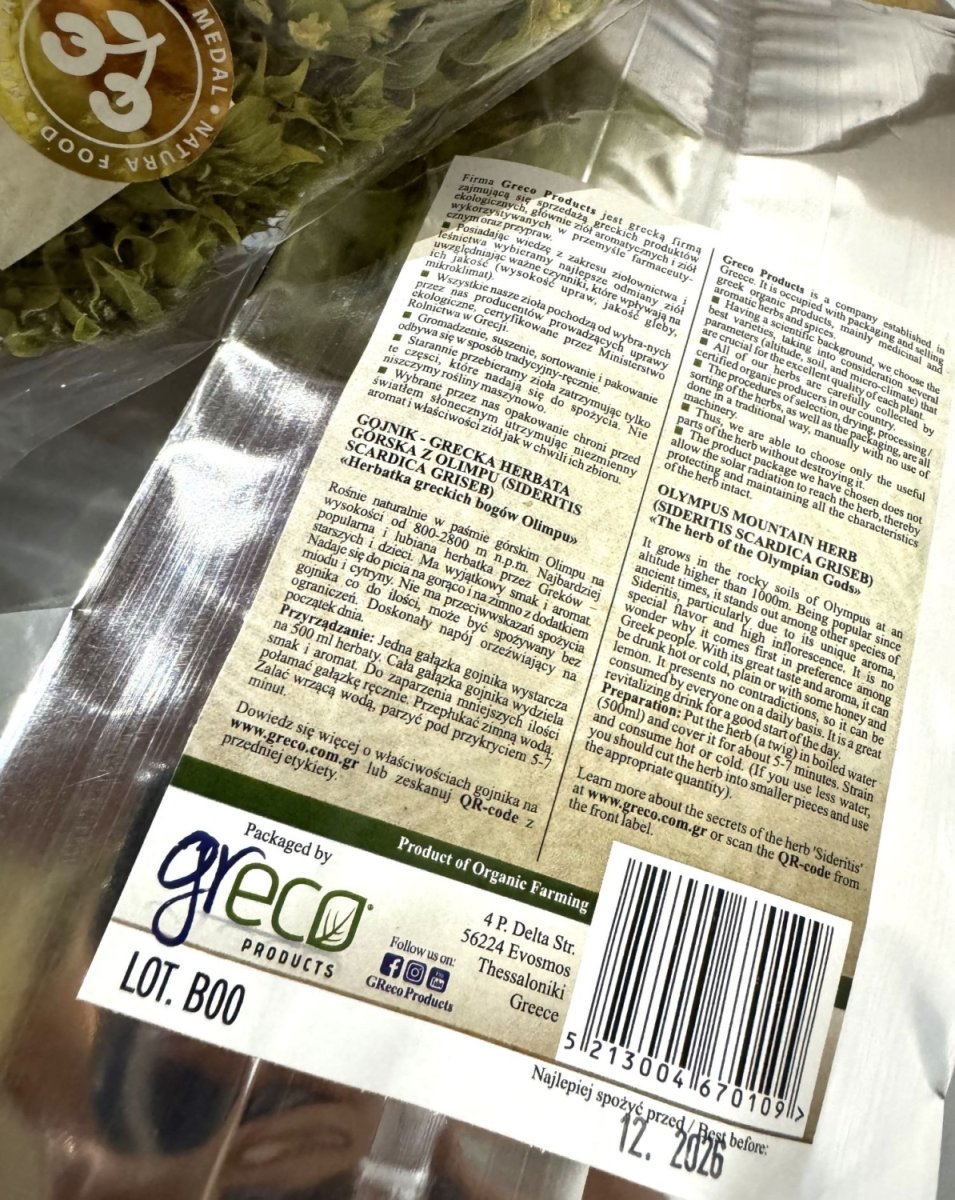 MEDAL • NATURA FOOD •
Firma Greco Products jest grecką firmą
zajmującą się sprzedażą greckich produktów
ekologicznych, głównie ziół aromatycznych i ziół
wykorzystywanych w przemyśle farmaceuty-
cznym oraz przypraw.
▪ Posiadając wiedzę z zakresu ziołownictwa i
leśnictwa wybieramy najlepsze odmiany ziół
uwzględniając ważne czynniki, które wpływają na
ich jakość (wysokość upraw, jakość gleby,
mikroklimat).
▪ Wszystkie nasze zioła pochodzą od wybra-nych
przez nas producentów prowadzących uprawy
ekologiczne, certyfikowane przez Ministerstwo
Rolnictwa w Grecji.
▪ Gromadzenie, suszenie, sortowanie i pakowanie
odbywa się w sposób tradycyjny-ręcznie.
▪ Starannie przebieramy zioła zatrzymując tylko
te części, które nadają się do spożycia. Nie
niszczymy rośliny maszynowo.
▪ Wybrane przez nas opakowanie chroni przed
światłem słonecznym utrzymując niezmienny
aromat i właściwości ziół jak w chwili ich zbioru.
GOJNIK - GRECKA HERBATA
GÓRSKA Z OLIMPU (SIDERITIS
SCARDICA GRISEB)
«Herbatka greckich bogów Olimpu»
Rośnie naturalnie w paśmie górskim Olimpu na
wysokości od 800-2800 m n.p.m. Najbardziej
popularna i lubiana herbatka przez Greków -
starszych i dzieci. Ma wyjątkowy smak i aromat.
Nadaje się do picia na gorąco i na zimno z dodatkiem
miodu i cytryny. Nie ma przeciwwskazań spożycia
gojnika co do ilości, może być spożywany bez
ograniczeń. Doskonały napój orzeźwiający na
początek dnia.
Przyrządzanie: Jedna gałązka gojnika wystarcza
na 500 ml herbaty. Cała gałązka gojnika wydziela
smak i aromat. Do zaparzenia mniejszych ilości
połamać gałązkę ręcznie. Przepłukać zimną wodą.
Zalać wrzącą wodą, parzyć pod przykryciem 5-7
minut.
Dowiedz się więcej o właściwościach gojnika na
www.greco.com.gr lub zeskanuj QR-code z
przedniej etykiety.
Greco Products is a company established in
Greece. It is occupied with packaging and selling
greek organic products, mainly medicinal and
aromatic herbs and spices.
▪ Having a scientific background, we choose the
best varieties, taking into consideration several
parameters (altitude, soil, and micro-climate) that
are crucial for the excellent quality of each plant.
▪ All of our herbs are carefully collected by
certified organic producers in our country.
▪ The procedures of selection, drying, processing /
sorting of the herbs, as well as the packaging, are all
done in a traditional way, manually with no use of
machinery.
▪ Thus, we are able to choose only the useful
parts of the herb without destroying it.
▪ The product package we have chosen does not
allow the solar radiation to reach the herb, thereby
protecting and maintaining all the characteristics
of the herb intact.
OLYMPUS MOUNTAIN HERB
(SIDERITIS SCARDICA GRISEB)
«The herb of the Olympian Gods»
It grows in the rocky soils of Olympus at an
altitude higher than 1000m. Being popular since
ancient times, it stands out among other species of
Sideritis, particularly due to its unique aroma,
special flavor and high inflorescence. It is no
wonder why it comes first in preference among
Greek people. With its great taste and aroma, it can
be drunk hot or cold, plain or with some honey and
lemon. It presents no contradictions, so it can be
consumed by everyone on a daily basis. It is a great
revitalizing drink for a good start of the day.
Preparation: Put the herb (a twig) in boiled water
(500ml) and cover it for about 5-7 minutes. Strain
and consume hot or cold. (If you use less water,
you should cut the herb into smaller pieces and use
the appropriate quantity).
Learn more about the secrets of the herb 'Sideritis'
at www.greco.com.gr or scan the QR-code from
the front label.
Product of Organic Farming
Packaged by
greco
PRODUCTS
Follow us on:
GReco Products
4 P. Delta Str.
56224 Evosmos
Thessaloniki
Greece
5 213004 670109 >
LOT. B00
Najlepiej spożyć przed / Best before:
12. 2026